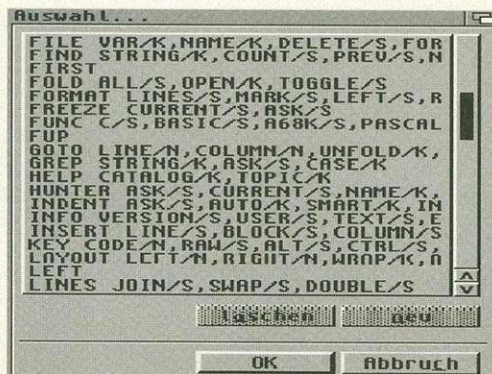 Auswahl...
FILE VAR/K,NAME/K,DELETE/S,FOR
FIND STRING/K,COUNT/S,PREV/S,N
FIRST
FOLD ALL/S,OPEN/K,TOGGLE/S
FORMAT LINES/S,MARK/S,LEFT/S,R
FREEZE CURRENT/S,ASK/S
FUNC C/S,BASIC/S,A68K/S,PASCAL
FUP
GOTO LINE/N,COLUMN/N,UNFOLD/K,
GREP STRING/K,ASK/S,CASE/K
HELP CATALOG/K,TOPIC/K
HUNTER ASK/S,CURRENT/S,NAME/K,
INDENT ASK/S,AUTO/K,SMART/K,IN
INFO VERSION/S,USER/S,TEXT/S,E
INSERT LINE/S,BLOCK/S,COLUMN/S
KEY CODE/N,RAW/S,ALT/S,CTRL/S,
LAYOUT LEFT/N,RIGHT/N,WRAP/K,A
LEFT
LINES JOIN/S,SWAP/S,DOUBLE/S
löschen neu
OK Abbruch